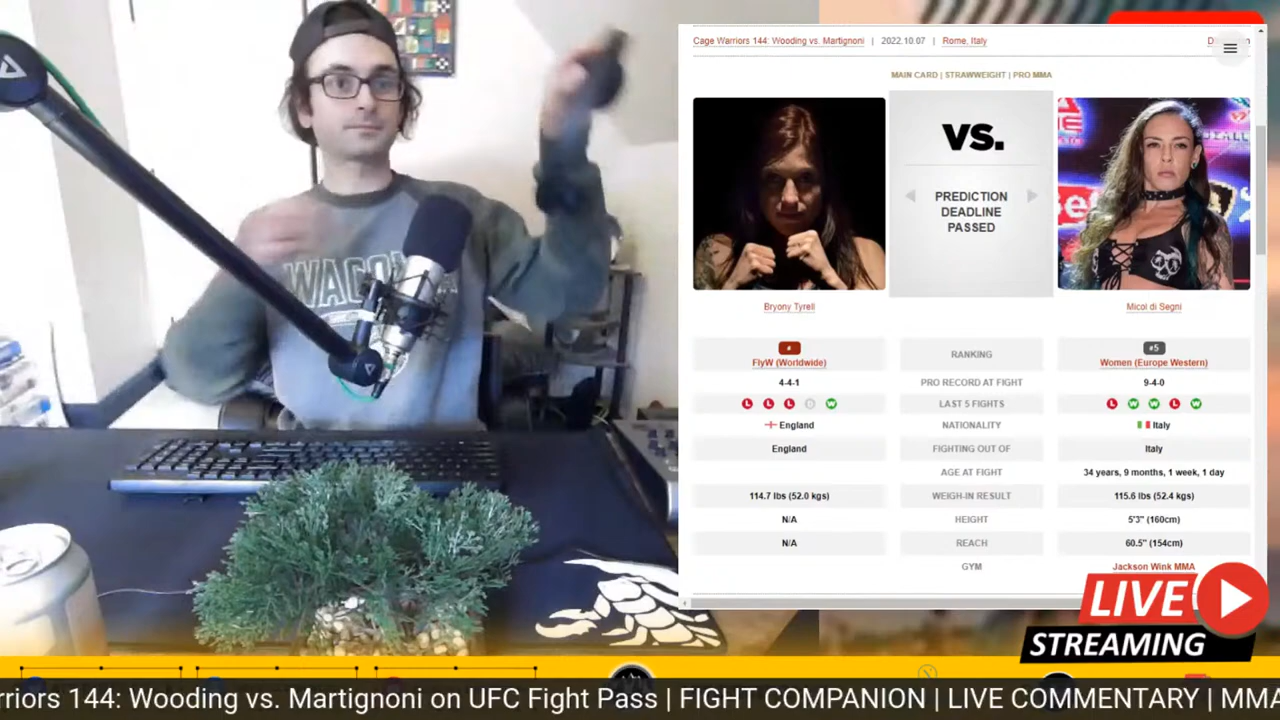 Cage Warriors 144: Wooding vs. Martignoni | 2022.10.07 | Rome, Italy
MAIN CARD | STRAWWEIGHT | PRO MMA
VS.
PREDICTION
DEADLINE
PASSED
Bryony Tyrell
Micol di Segni
# RANKING #5
FlyW (Worldwide) Women (Europe Western)
4-4-1 PRO RECORD AT FIGHT 9-4-0
L L L D W LAST 5 FIGHTS L W W L W
England NATIONALITY Italy
England FIGHTING OUT OF Italy
AGE AT FIGHT 34 years, 9 months, 1 week, 1 day
114.7 lbs (52.0 kgs) WEIGH-IN RESULT 115.6 lbs (52.4 kgs)
N/A HEIGHT 5'3" (160cm)
N/A REACH 60.5" (154cm)
GYM Jackson Wink MMA
LIVE
STREAMING
rriors 144: Wooding vs. Martignoni on UFC Fight Pass | FIGHT COMPANION | LIVE COMMENTARY | MMA